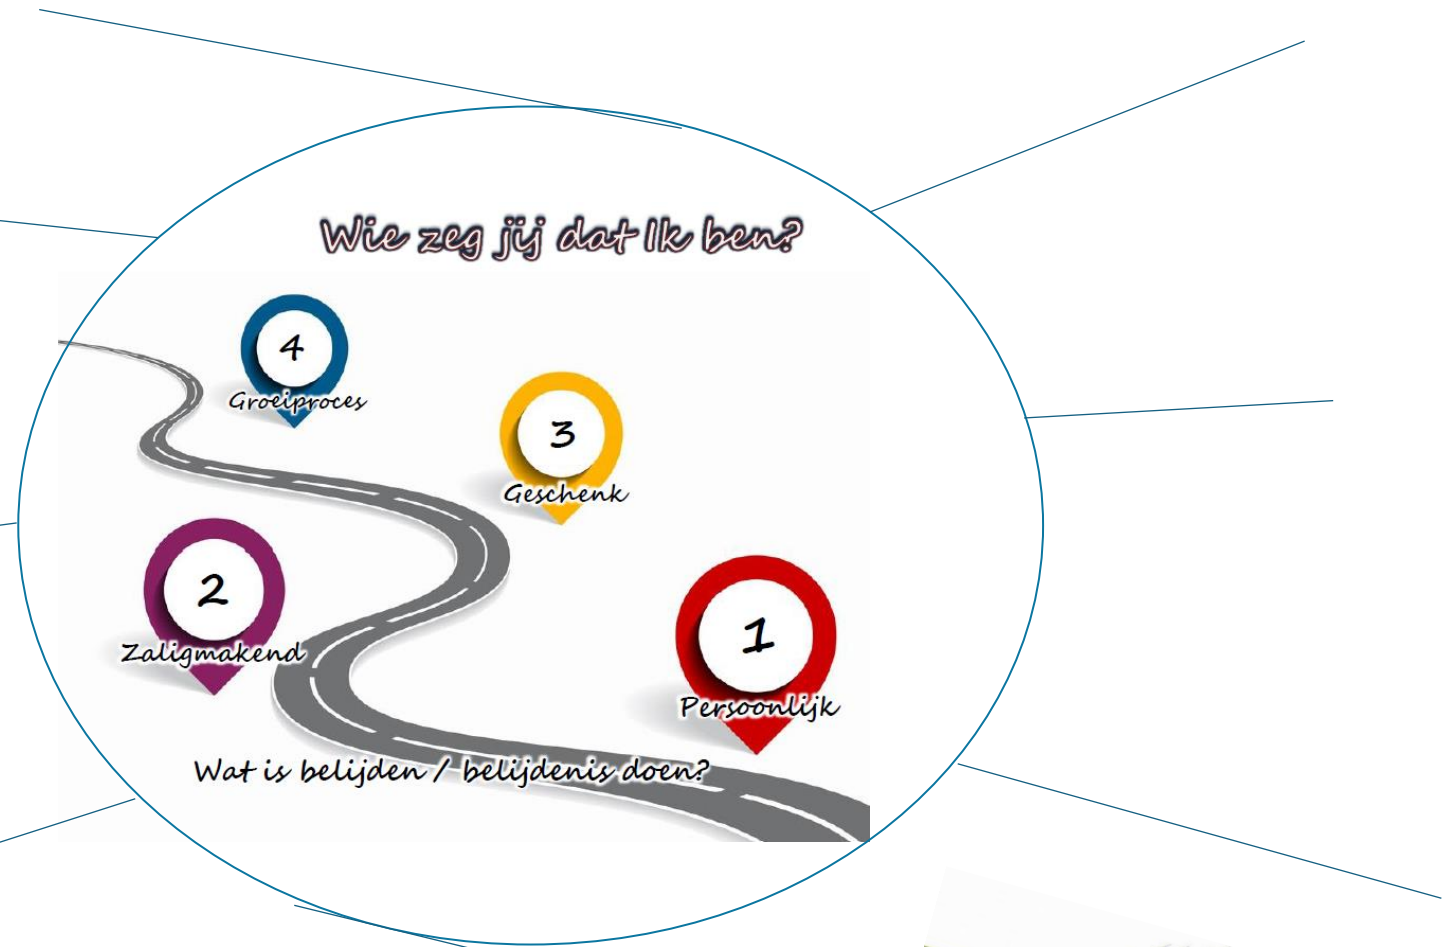 Wie zeg jij dat Ik ben?
4
Groeiproces
3
Geschenk
2
Zaligmakend
1
Persoonlijk
Wat is belijden / belijdenis doen?